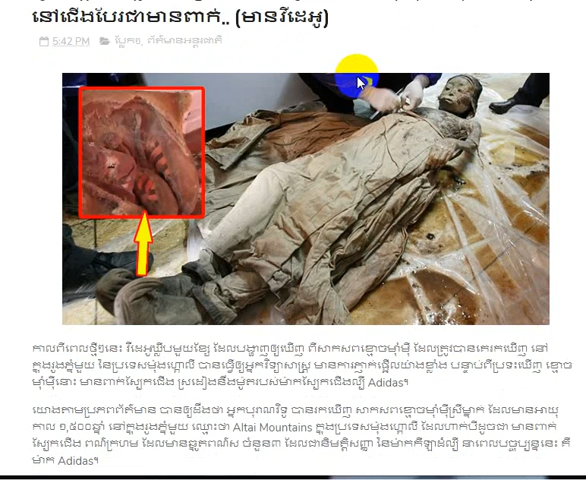 នៅជើងបែរជាមានពាក់.. (មានវីដេអូ)
5:42 PM ប្លែកៗ, ព័ត៌មានអន្តរជាតិ
កាលពីពេលថ្មីៗនេះ វីដេអូឃ្លីបមួយខ្សែ ដែលបង្ហាញឲ្យឃើញ ពីសាកសពខ្មោចម៉ាំម៉ី ដែលត្រូវបានគេរកឃើញ នៅ
ក្នុងរូងភ្នំមួយ នៃប្រទេសម៉ុងហ្គោលី បានធ្វើឲ្យអ្នកវិទ្យាសាស្ត្រ មានការភ្ញាក់ផ្អើលយ៉ាងខ្លាំង បន្ទាប់ពីប្រទះឃើញ ខ្មោច
ម៉ាំម៉ីនោះ មានពាក់ស្បែកជើង ស្រដៀងនឹងម៉ូតរបស់ម៉ាកស្បែកជើងល្បី Adidas។
យោងតាមប្រភពព័ត៌មាន បានឲ្យដឹងថា អ្នកបុរាណវិទូ បានរកឃើញ សាកសពខ្មោចម៉ាំម៉ីស្រីម្នាក់ ដែលមានអាយុ
កាល ១,៥០០ឆ្នាំ នៅក្នុងរូងភ្នំមួយ ឈ្មោះថា Altai Mountains ក្នុងប្រទេសម៉ុងហ្គោលី ដែលហាក់បីដូចជា មានពាក់
ស្បែកជើង ពណ៌ក្រហម ដែលមានឆ្នូតពណ៌ស ចំនួន៣ ដែលជានិមិត្តសញ្ញា នៃម៉ាកកីឡាដ៏ល្បី នាពេលបច្ចុប្បន្ននេះ គឺ
ម៉ាក Adidas។